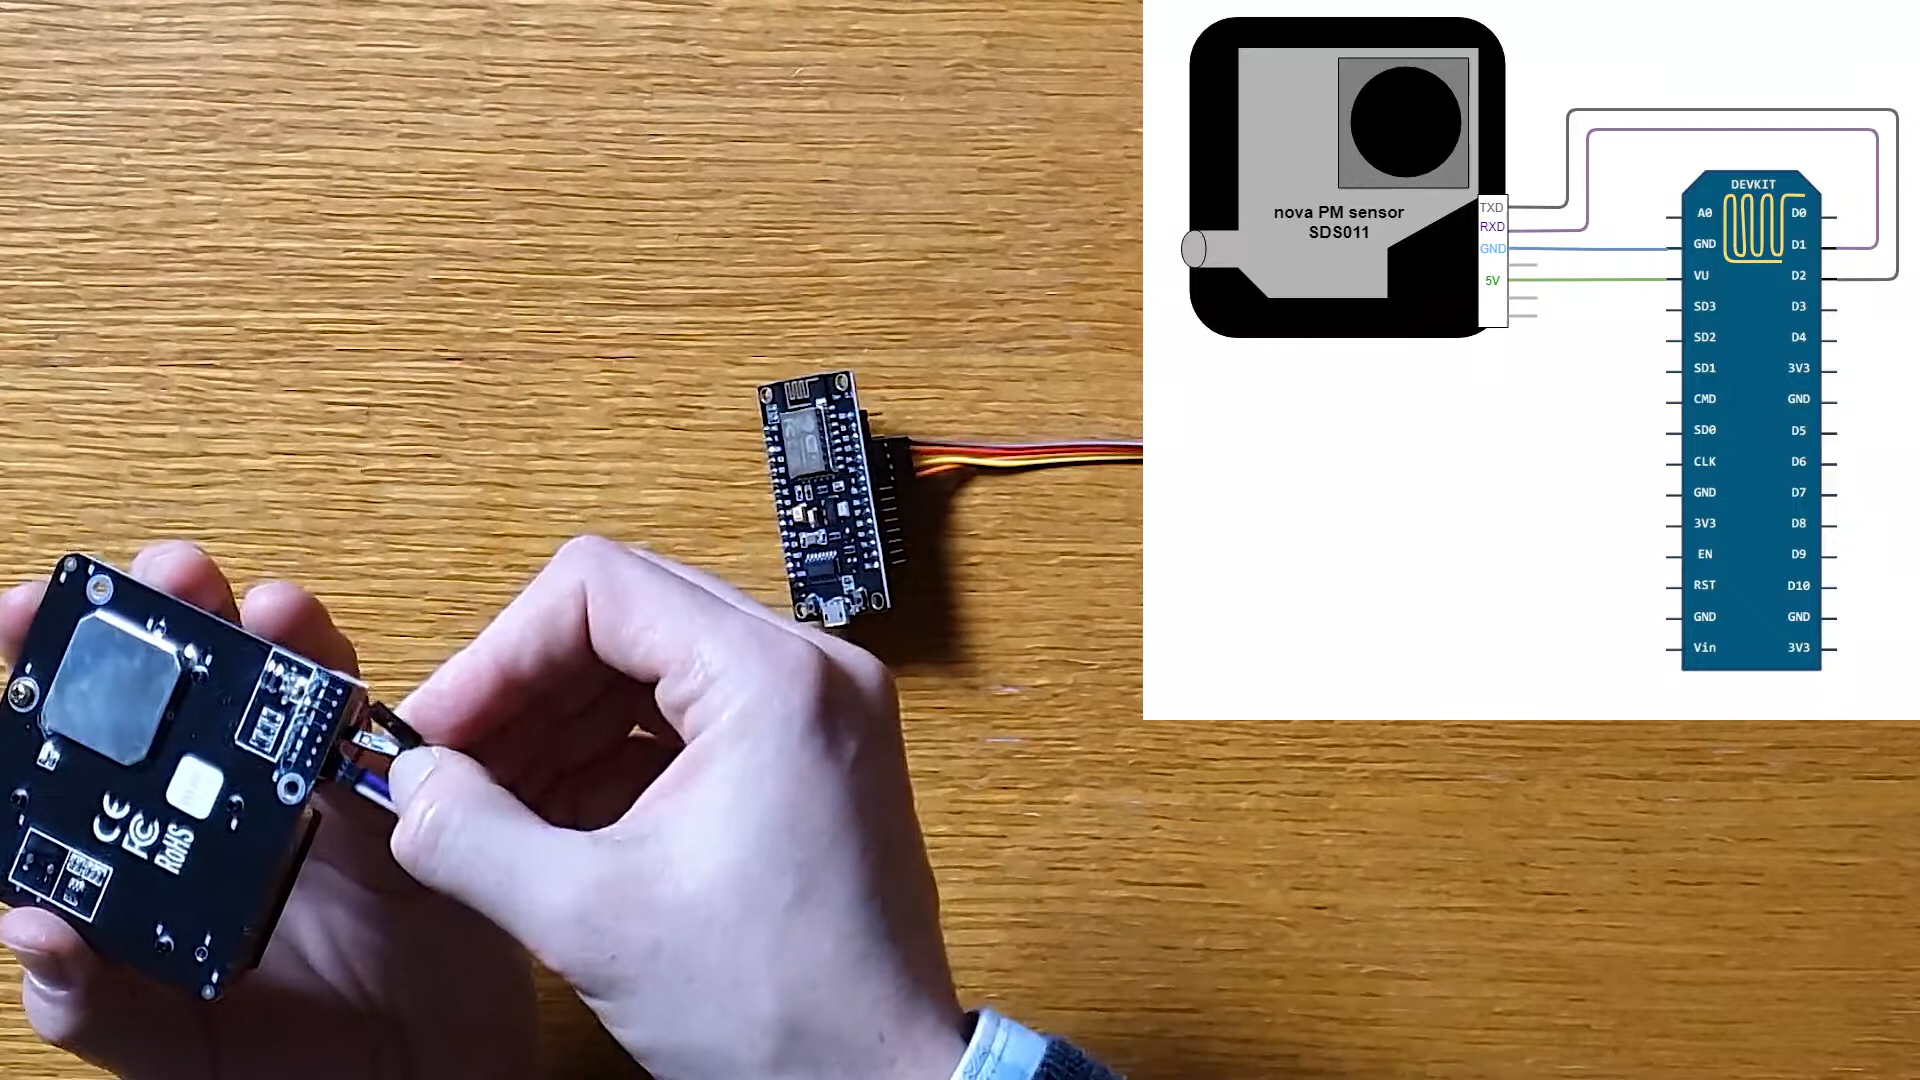 nova PM sensor
SDS011
TXD
RXD
GND
5V
DEVKIT
A0 D0
GND D1
VU D2
SD3 D3
SD2 D4
SD1 3V3
CMD GND
SD0 D5
CLK D6
GND D7
3V3 D8
EN D9
RST D10
GND GND
Vin 3V3
CE
FC
RoHS